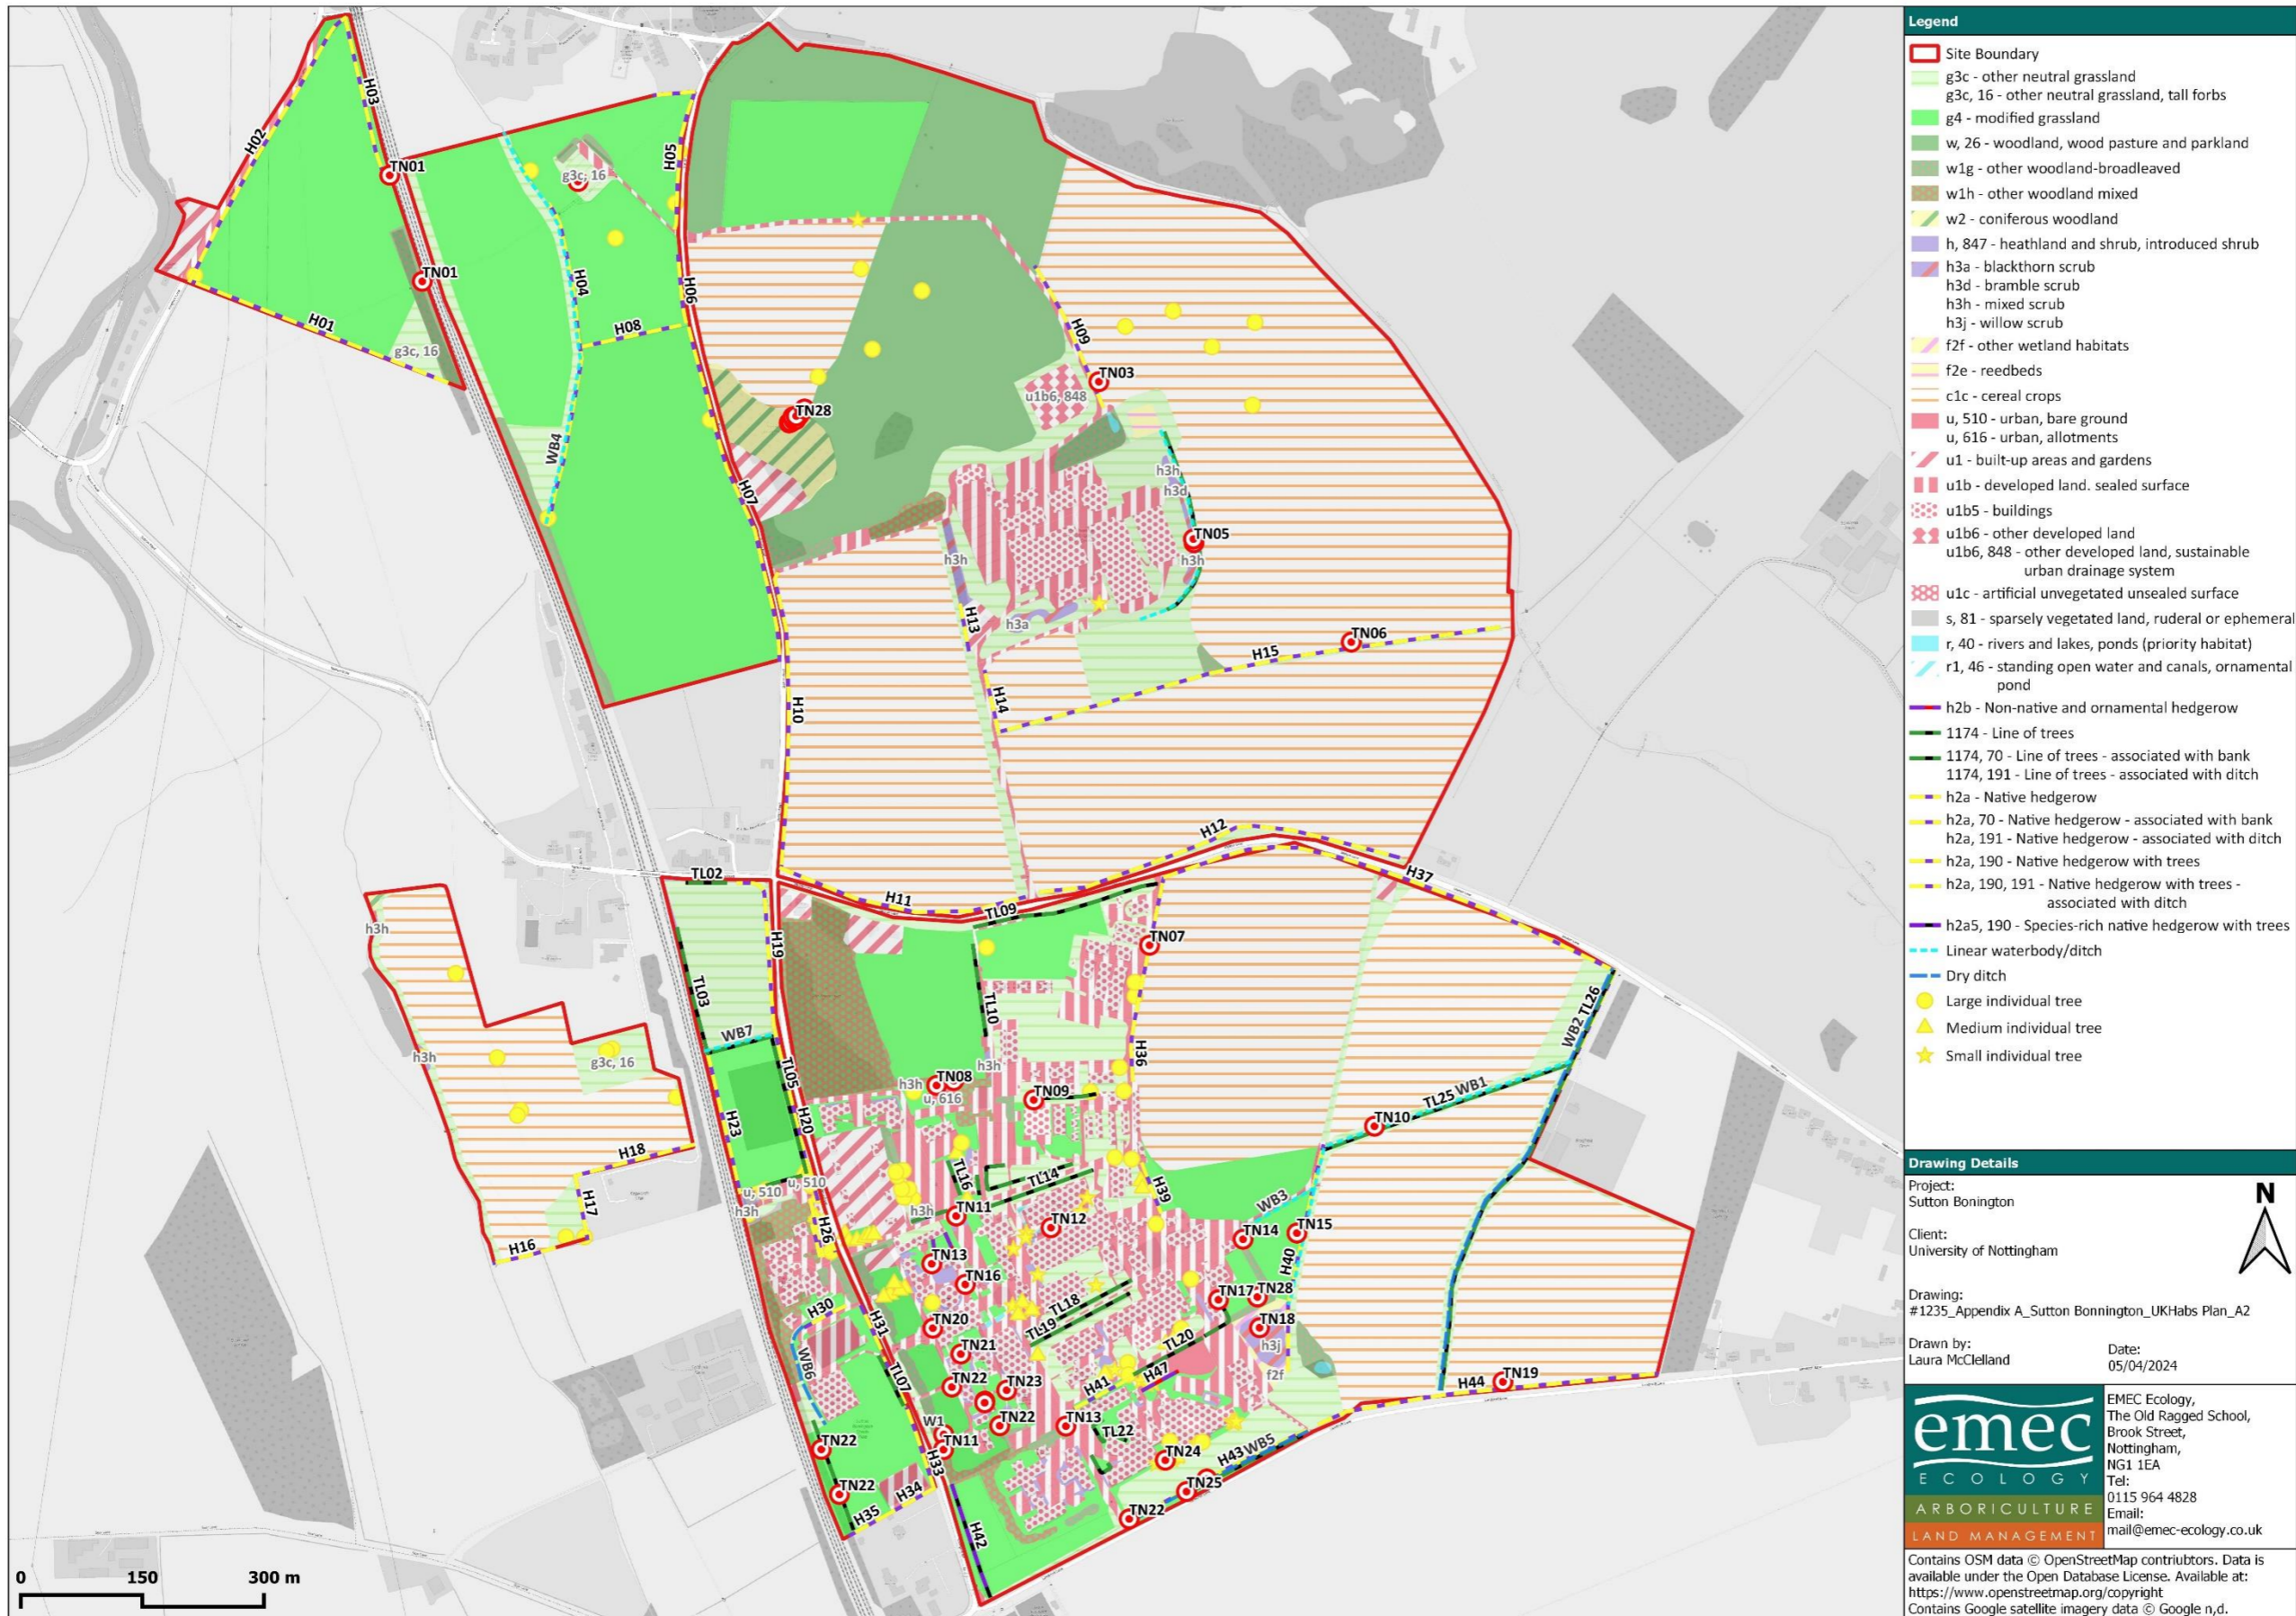 H03
H02
TN01
g3c, 16
H05
TN01
H04
H06
H01
H08
g3c, 16
H09
TN03
u1b6, 848
TN28
WB4
h3h
h3d
H07
TN05
h3h
h3h
H13
h3a
TN06
H15
H14
H10
H12
TL02
H11
TL09
H37
h3h
H19
TN07
TL03
TL10
TL26
WB2
WB7
h3h
g3c, 16
TL05
h3h
H36
h3h
TN08
u, 616
TN09
TL25
WB1
H23
H20
TN10
H18
TL16
TL14
H39
H17
u, 510
u, 510
h3h
h3h
TN11
WB3
H26
TN12
TN14
TN15
H16
TN13
H40
TN16
TN17
TN28
H30
TL18
H31
TN20
TL19
TN18
TL20
h3j
WB6
TN21
TL07
f2f
TN22
TN23
H41
H47
H44
TN19
W1
TN22
TN13
TL22
TN11
TN22
H33
H43
WB5
TN24
TN22
H34
TN25
H35
TN22
H42
0 150 300 m
Legend
Site Boundary
g3c - other neutral grassland
g3c, 16 - other neutral grassland, tall forbs
g4 - modified grassland
w, 26 - woodland, wood pasture and parkland
w1g - other woodland-broadleaved
w1h - other woodland mixed
w2 - coniferous woodland
h, 847 - heathland and shrub, introduced shrub
h3a - blackthorn scrub
h3d - bramble scrub
h3h - mixed scrub
h3j - willow scrub
f2f - other wetland habitats
f2e - reedbeds
c1c - cereal crops
u, 510 - urban, bare ground
u, 616 - urban, allotments
u1 - built-up areas and gardens
u1b - developed land. sealed surface
u1b5 - buildings
u1b6 - other developed land
u1b6, 848 - other developed land, sustainable
urban drainage system
u1c - artificial unvegetated unsealed surface
s, 81 - sparsely vegetated land, ruderal or ephemeral
r, 40 - rivers and lakes, ponds (priority habitat)
r1, 46 - standing open water and canals, ornamental
pond
h2b - Non-native and ornamental hedgerow
1174 - Line of trees
1174, 70 - Line of trees - associated with bank
1174, 191 - Line of trees - associated with ditch
h2a - Native hedgerow
h2a, 70 - Native hedgerow - associated with bank
h2a, 191 - Native hedgerow - associated with ditch
h2a, 190 - Native hedgerow with trees
h2a, 190, 191 - Native hedgerow with trees -
associated with ditch
h2a5, 190 - Species-rich native hedgerow with trees
Linear waterbody/ditch
Dry ditch
Large individual tree
Medium individual tree
Small individual tree
Drawing Details
Project:
Sutton Bonington
N
Client:
University of Nottingham
Drawing:
#1235_Appendix A_Sutton Bonnington_UKHabs Plan_A2
Drawn by:
Laura McClelland
Date:
05/04/2024
emec
ECOLOGY
ARBORICULTURE
LAND MANAGEMENT
EMEC Ecology,
The Old Ragged School,
Brook Street,
Nottingham,
NG1 1EA
Tel:
0115 964 4828
Email:
mail@emec-ecology.co.uk
Contains OSM data © OpenStreetMap contriubtors. Data is
available under the Open Database License. Available at:
https://www.openstreetmap.org/copyright
Contains Google satellite imagery data © Google n,d.